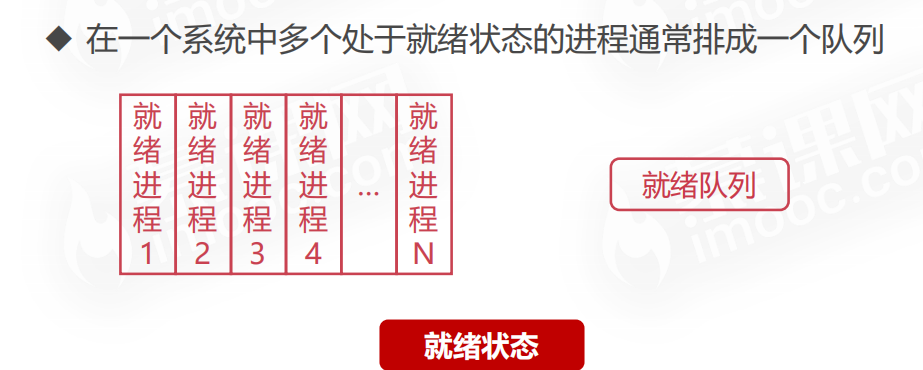 ◆ 在一个系统中多个处于就绪状态的进程通常排成一个队列
就绪进程1
就绪进程2
就绪进程3
就绪进程4
...
就绪进程N
就绪队列
就绪状态
慕课网
imooc.co